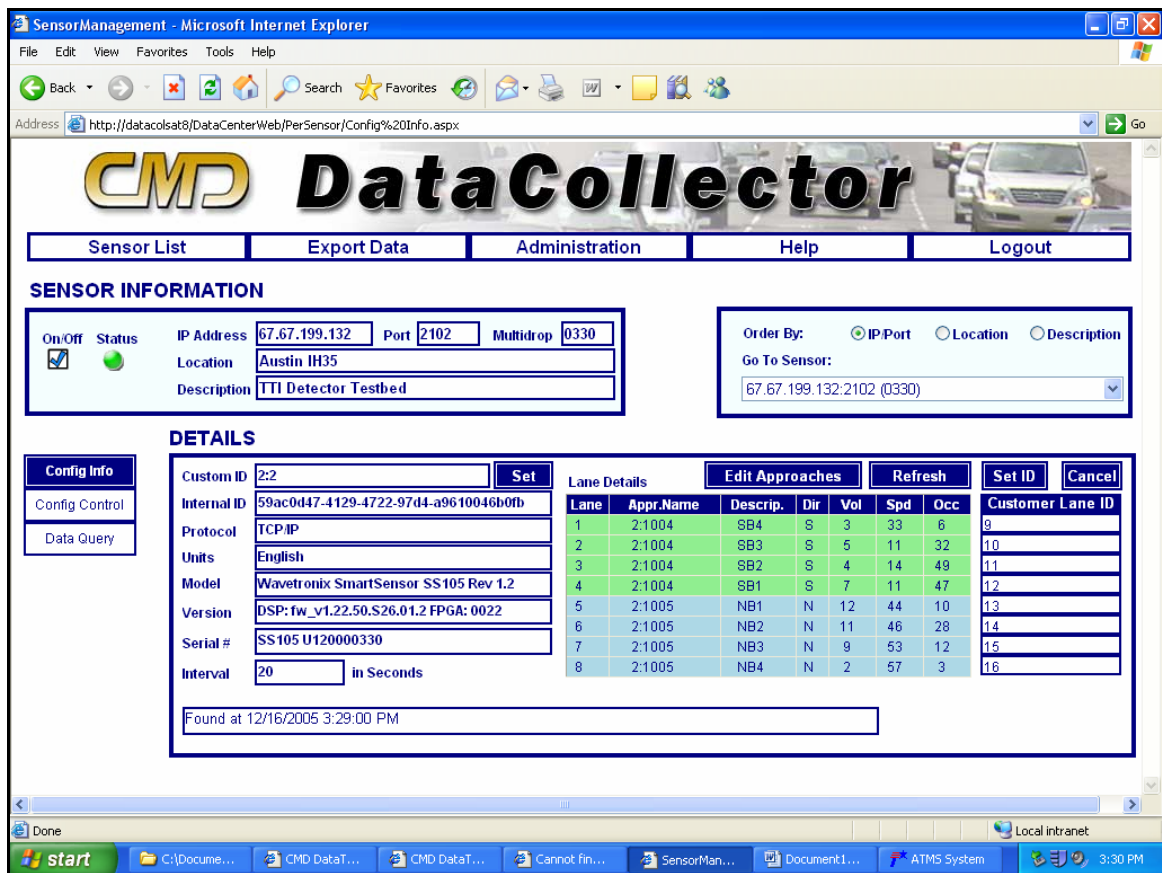 SensorManagement - Microsoft Internet Explorer
File Edit View Favorites Tools Help
Back Search Favorites
Address http://datacolsat8/DataCenterWeb/PerSensor/Config%20Info.aspx Go
CMD DataCollector
Sensor List Export Data Administration Help Logout
SENSOR INFORMATION
On/Off Status IP Address 67.67.199.132 Port 2102 Multidrop 0330
Location Austin IH35
Description TTI Detector Testbed
Order By: IP/Port Location Description
Go To Sensor:
67.67.199.132:2102 (0330)
DETAILS
Config Info
Config Control
Data Query
Custom ID 2:2 Set
Internal ID 59ac0d47-4129-4722-97d4-a9610046b0fb
Protocol TCP/IP
Units English
Model Wavetronix SmartSensor SS105 Rev 1.2
Version DSP: fw_v1.22.50.S26.01.2 FPGA: 0022
Serial # SS105 U120000330
Interval 20 in Seconds
Lane Details Edit Approaches Refresh Set ID Cancel
Lane Appr.Name Descrip. Dir Vol Spd Occ Customer Lane ID
1 2:1004 SB4 S 3 33 6 9
2 2:1004 SB3 S 5 11 32 10
3 2:1004 SB2 S 4 14 49 11
4 2:1004 SB1 S 7 11 47 12
5 2:1005 NB1 N 12 44 10 13
6 2:1005 NB2 N 11 46 28 14
7 2:1005 NB3 N 9 53 12 15
8 2:1005 NB4 N 2 57 3 16
Found at 12/16/2005 3:29:00 PM
Done Local intranet
start C:\Docume... CMD DataT... CMD DataT... Cannot fin... SensorMan... Document1... ATMS System 3:30 PM